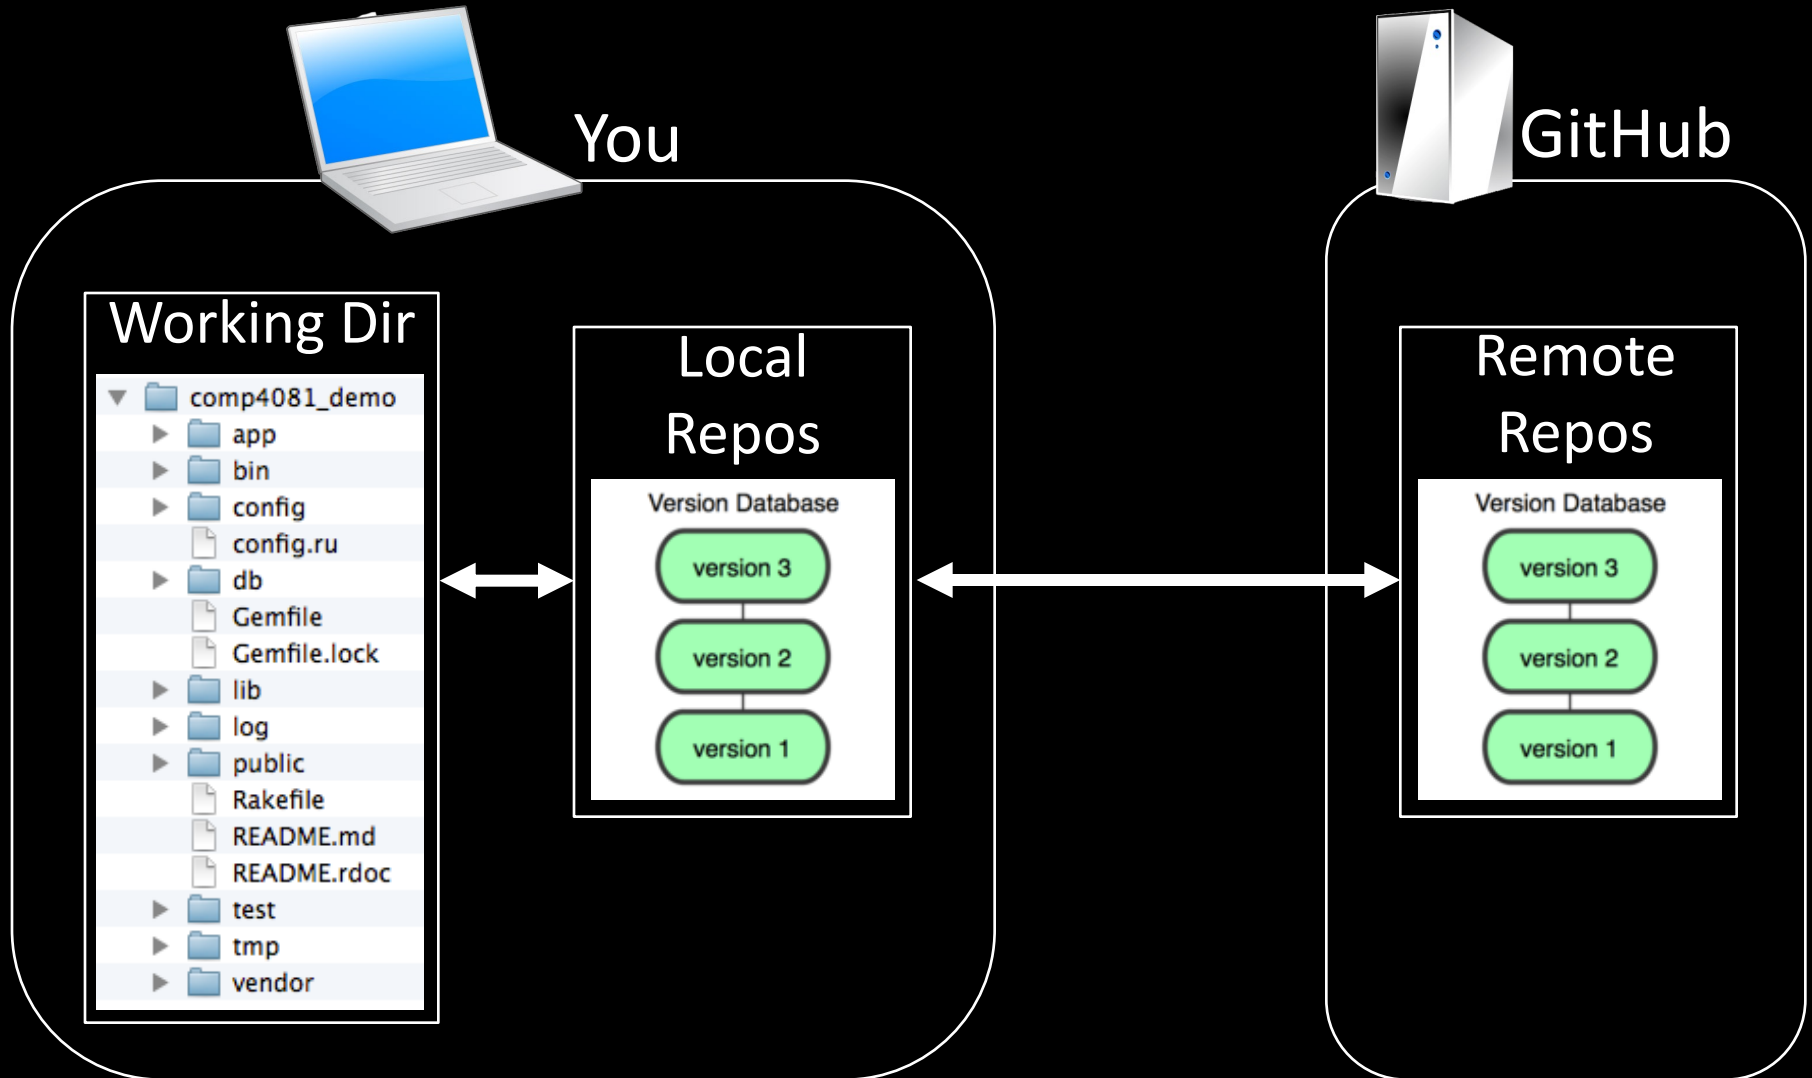 You
GitHub
Working Dir
comp4081_demo
app
bin
config
config.ru
db
Gemfile
Gemfile.lock
lib
log
public
Rakefile
README.md
README.rdoc
test
tmp
vendor
Local
Repos
Version Database
version 3
version 2
version 1
Remote
Repos
Version Database
version 3
version 2
version 1